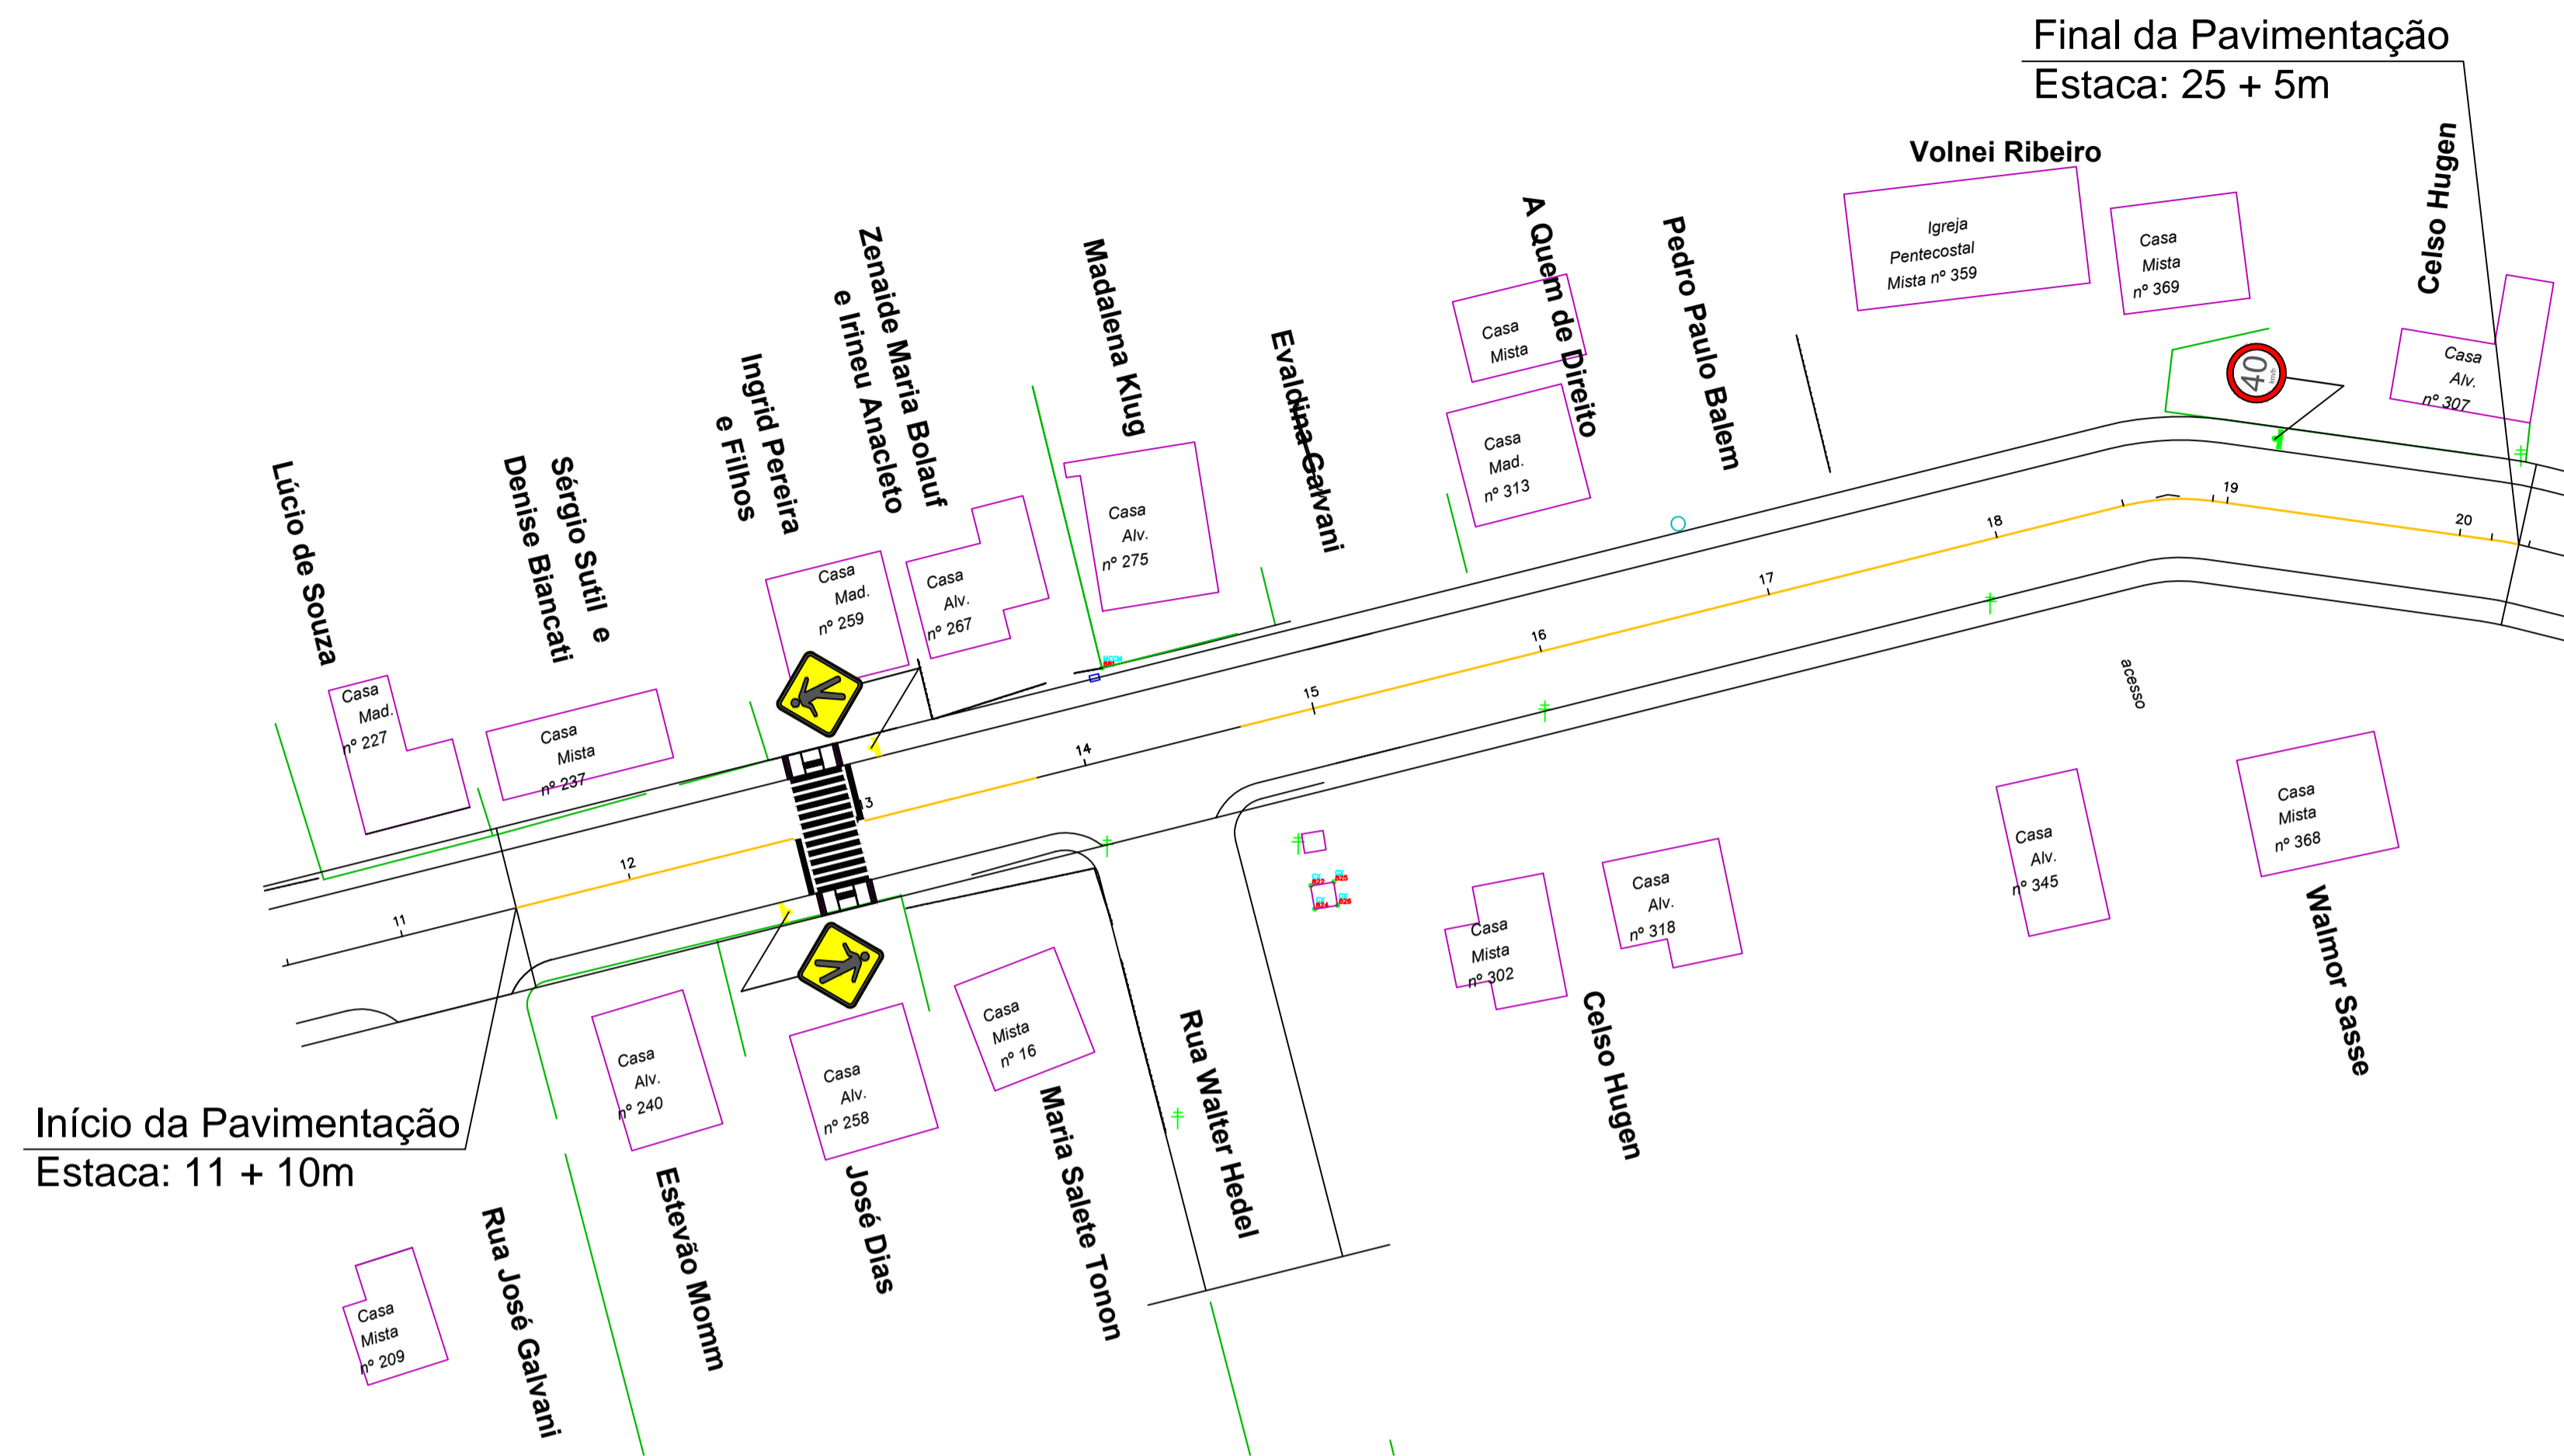 Final da Pavimentação
Estaca: 25 + 5m
Volnei Ribeiro
Celso Hugen
A Quem de Direito
Pedro Paulo Balem
Igreja
Pentecostal
Mista nº 359
Casa
Mista
nº 369
Casa
Alv.
nº 307
40
km/h
Zenaide Maria Bolauf
e Irineu Anacleto
Madalena Klug
Evaldina Galvani
Ingrid Pereira
e Filhos
Sérgio Sutil e
Denise Biancati
Lúcio de Souza
Casa
Mista
Casa
Mad.
nº 313
Casa
Alv.
nº 275
Casa
Mad.
nº 259
Casa
Alv.
nº 267
Casa
Mad.
nº 227
Casa
Mista
nº 237
11
12
13
14
15
16
17
18
19
20
acesso
Casa
Mista
nº 368
Casa
Alv.
nº 345
Casa
Alv.
nº 318
Casa
Mista
nº 302
822
825
824
826
Walmor Sasse
Celso Hugen
Casa
Mista
nº 16
Casa
Alv.
nº 258
Casa
Alv.
nº 240
Início da Pavimentação
Estaca: 11 + 10m
Rua Walter Hedel
Maria Salete Tonon
José Dias
Estevão Momm
Rua José Galvani
Casa
Mista
nº 209